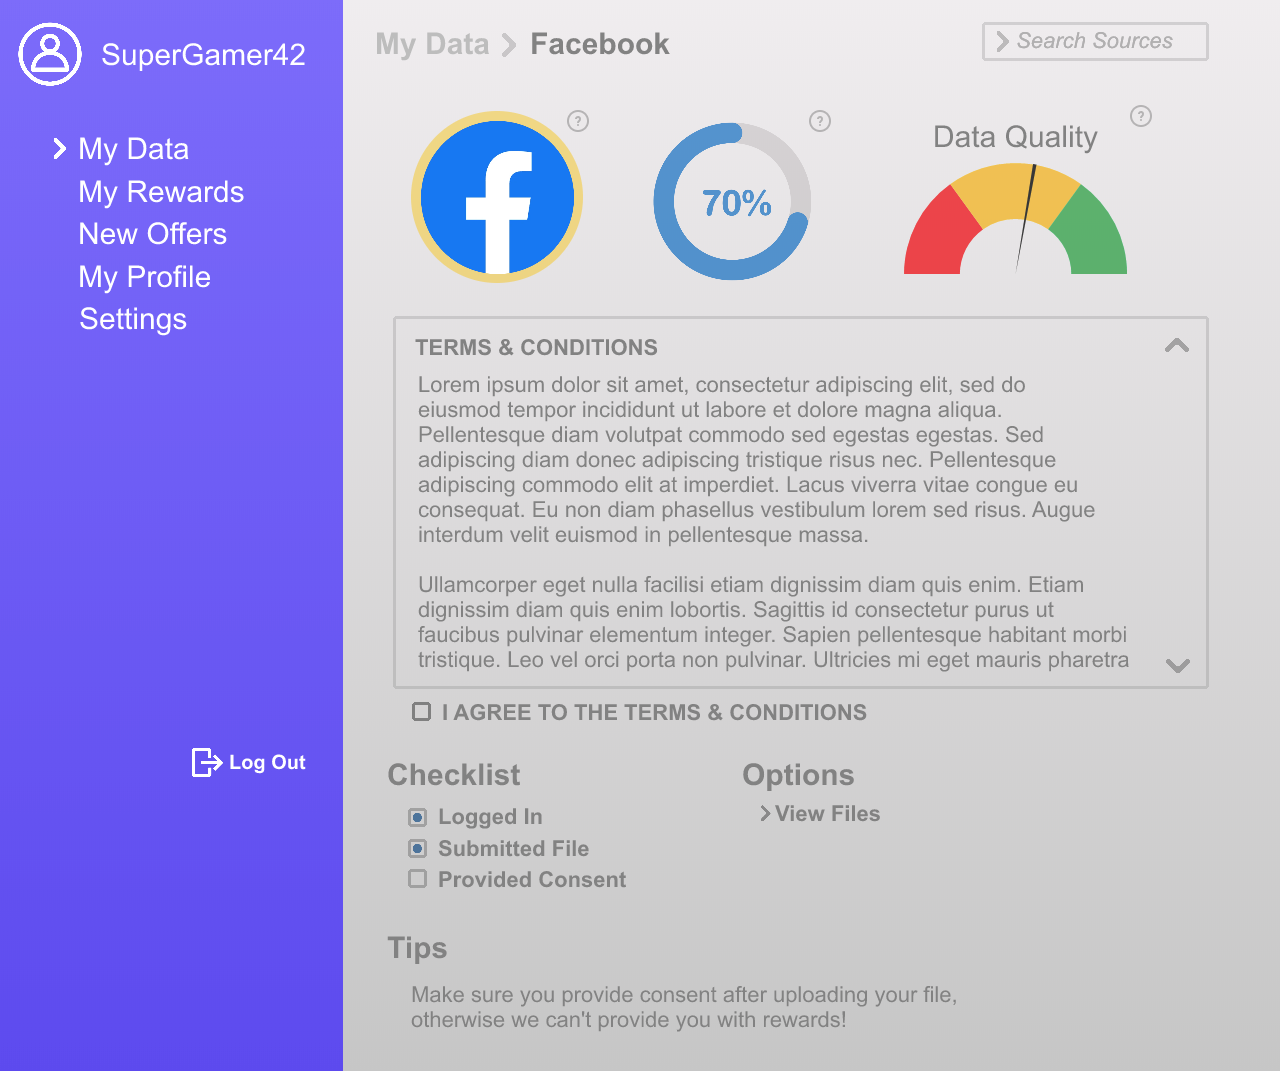 SuperGamer42
My Data
My Rewards
New Offers
My Profile
Settings
Log Out
My Data Facebook
Search Sources
?
?
?
70%
Data Quality
TERMS & CONDITIONS
Lorem ipsum dolor sit amet, consectetur adipiscing elit, sed do
eiusmod tempor incididunt ut labore et dolore magna aliqua.
Pellentesque diam volutpat commodo sed egestas egestas. Sed
adipiscing diam donec adipiscing tristique risus nec. Pellentesque
adipiscing commodo elit at imperdiet. Lacus viverra vitae congue eu
consequat. Eu non diam phasellus vestibulum lorem sed risus. Augue
interdum velit euismod in pellentesque massa.
Ullamcorper eget nulla facilisi etiam dignissim diam quis enim. Etiam
dignissim diam quis enim lobortis. Sagittis id consectetur purus ut
faucibus pulvinar elementum integer. Sapien pellentesque habitant morbi
tristique. Leo vel orci porta non pulvinar. Ultricies mi eget mauris pharetra
I AGREE TO THE TERMS & CONDITIONS
Checklist
Logged In
Submitted File
Provided Consent
Options
View Files
Tips
Make sure you provide consent after uploading your file,
otherwise we can't provide you with rewards!